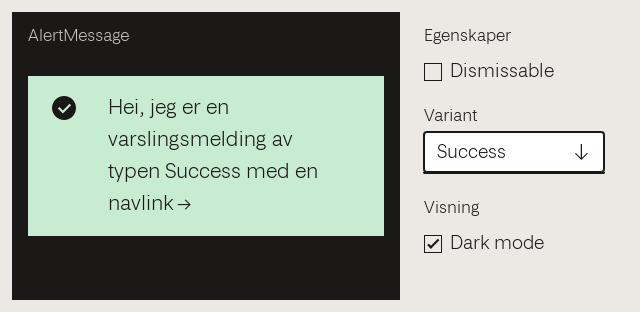 AlertMessage
Hei, jeg er en
varslingsmelding av
typen Success med en
navlink →
Egenskaper
Dismissable
Variant
Success
Visning
Dark mode